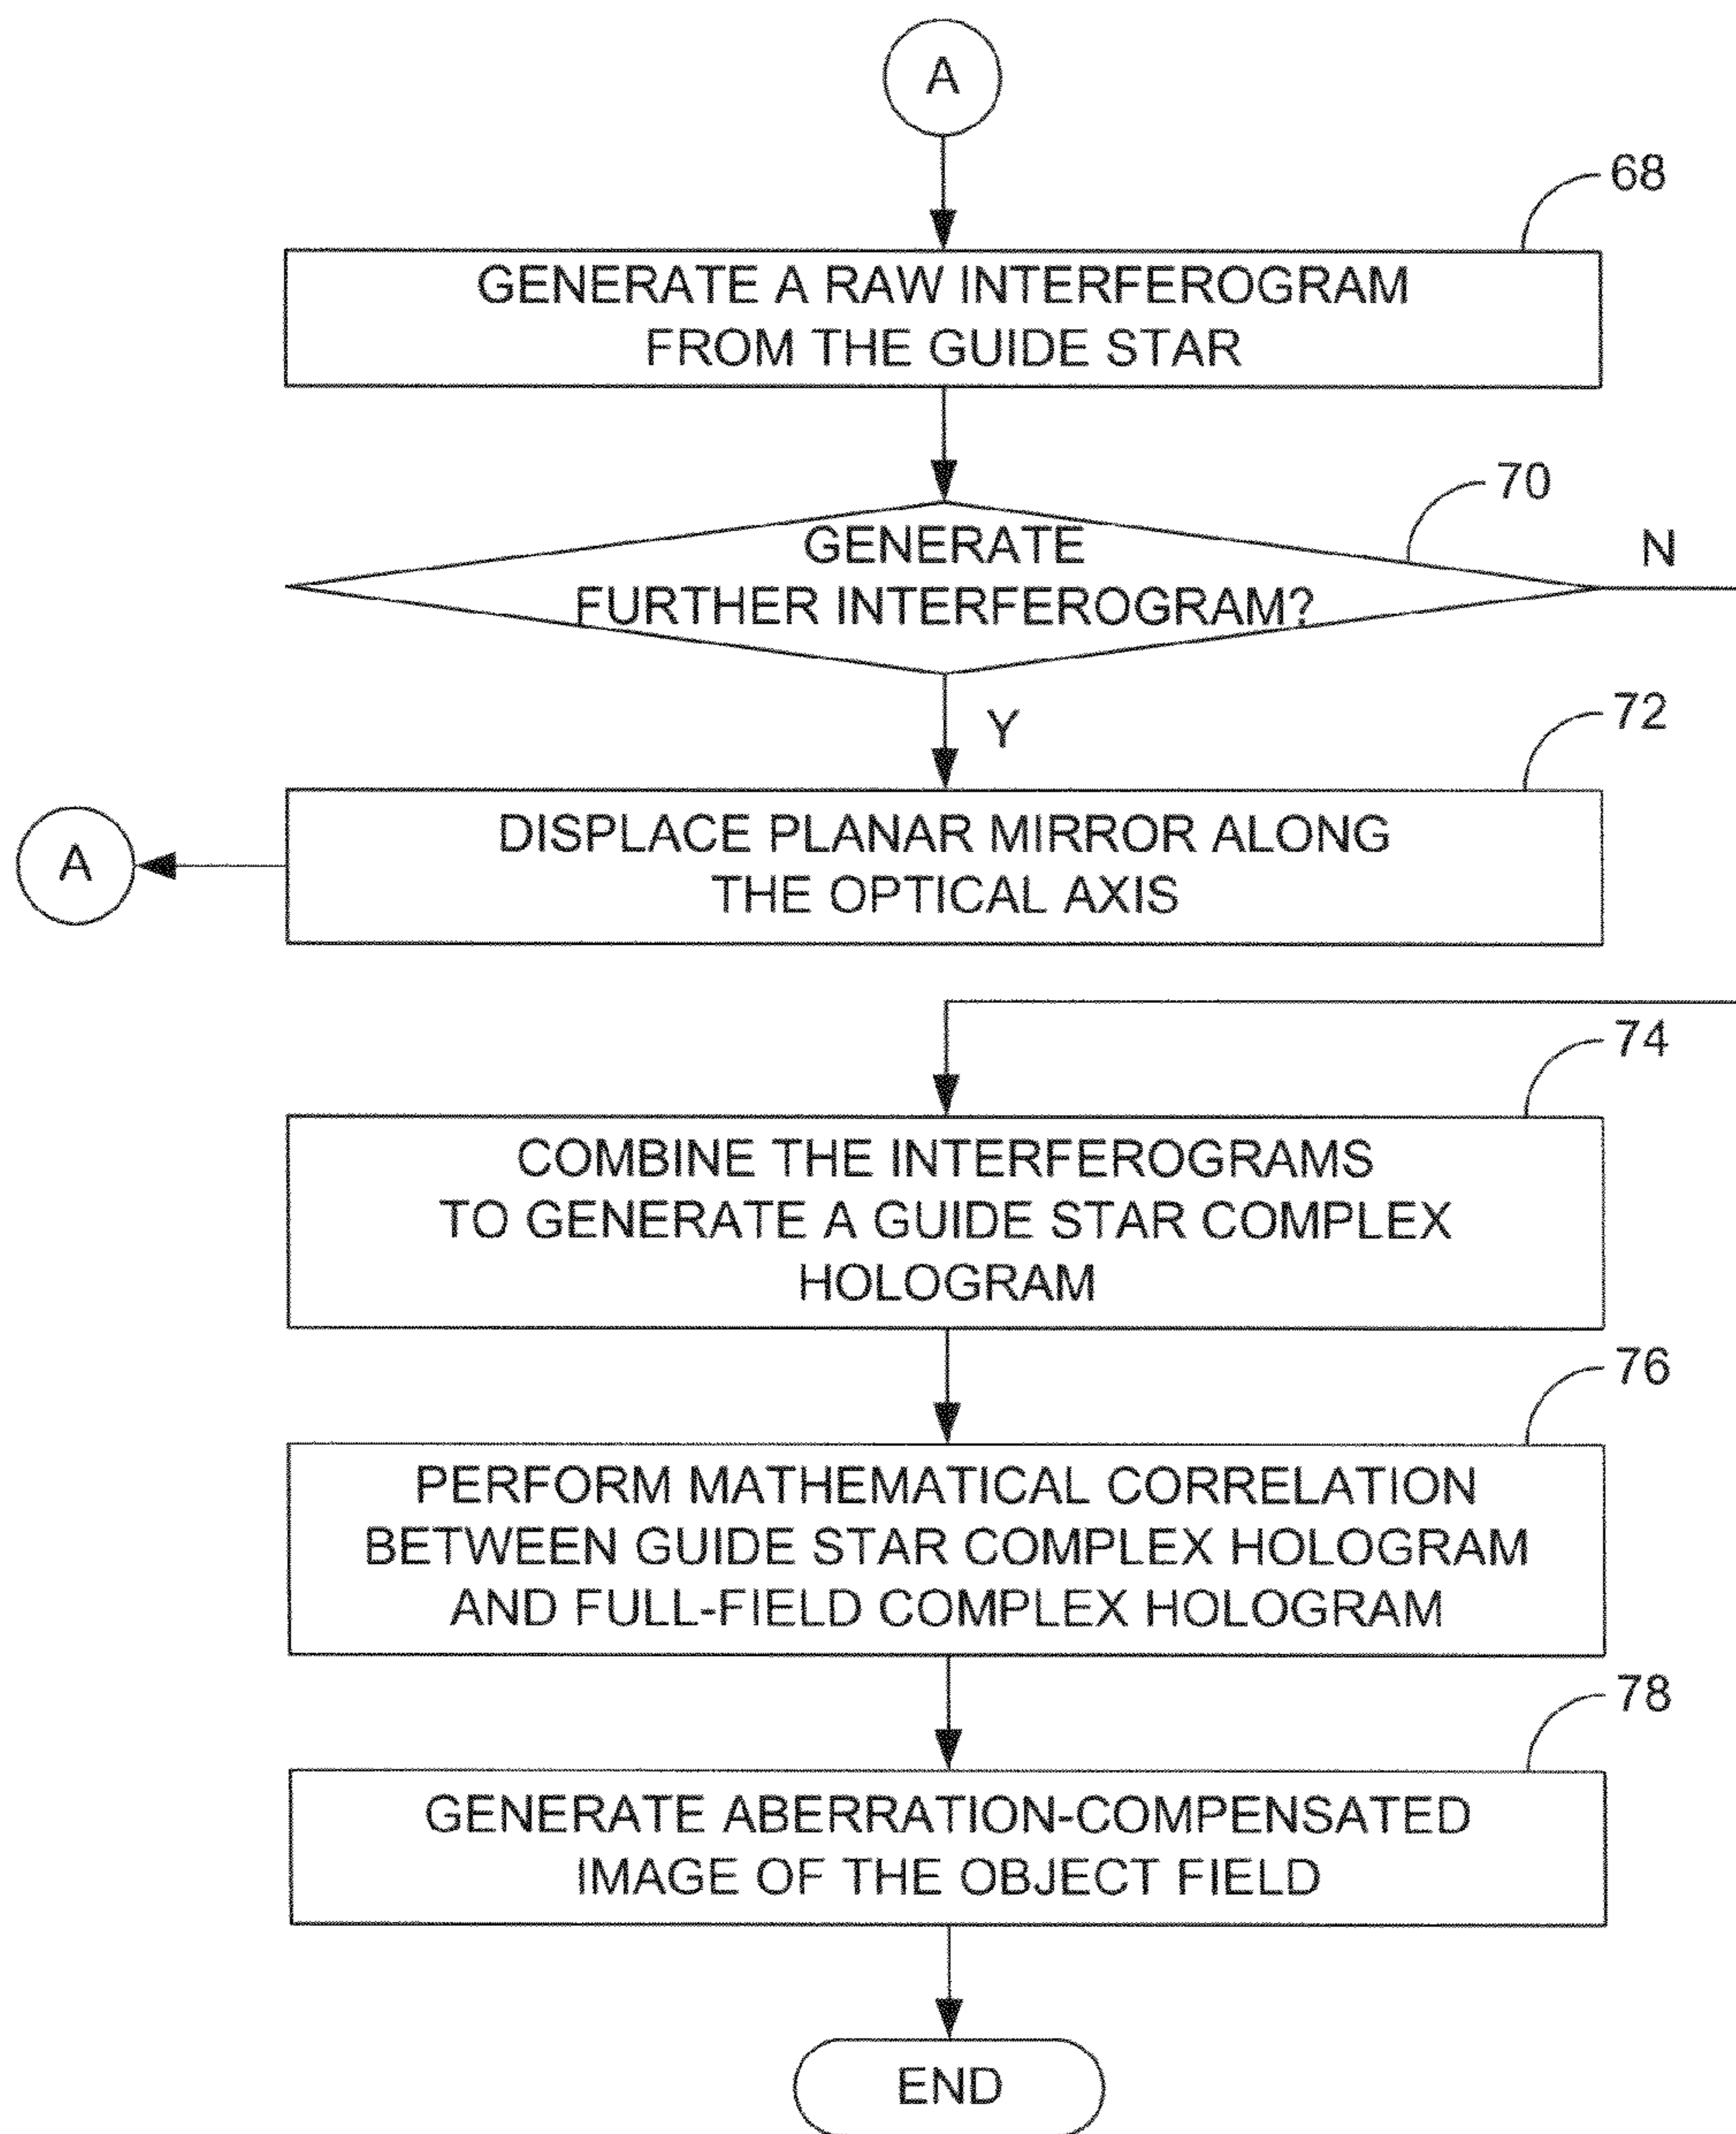 A
68
GENERATE A RAW INTERFEROGRAM
FROM THE GUIDE STAR
70
GENERATE
FURTHER INTERFEROGRAM?
N
Y
72
DISPLACE PLANAR MIRROR ALONG
THE OPTICAL AXIS
A
74
COMBINE THE INTERFEROGRAMS
TO GENERATE A GUIDE STAR COMPLEX
HOLOGRAM
76
PERFORM MATHEMATICAL CORRELATION
BETWEEN GUIDE STAR COMPLEX HOLOGRAM
AND FULL-FIELD COMPLEX HOLOGRAM
78
GENERATE ABERRATION-COMPENSATED
IMAGE OF THE OBJECT FIELD
END